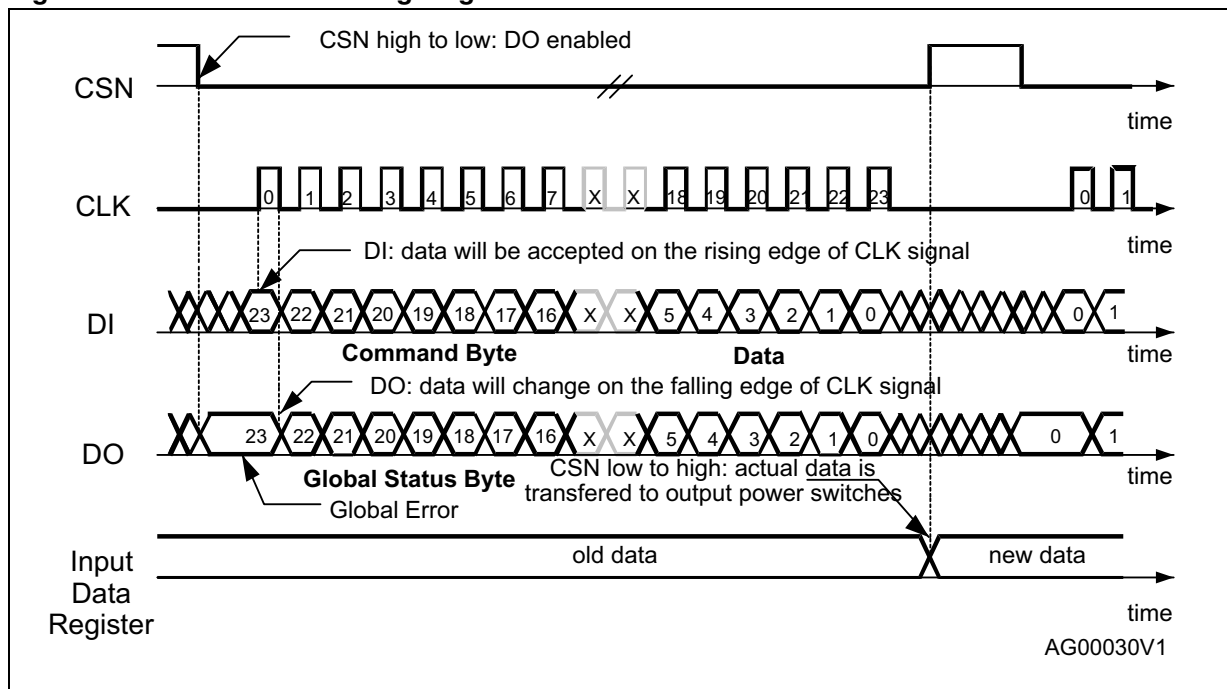 CSN high to low: DO enabled
CSN
time
0 1 2 3 4 5 6 7 X X 18 19 20 21 22 23 0 1
CLK
time
DI: data will be accepted on the rising edge of CLK signal
23 22 21 20 19 18 17 16 X X 5 4 3 2 1 0 0 1
DI
Command Byte Data
time
DO: data will change on the falling edge of CLK signal
23 22 21 20 19 18 17 16 X X 5 4 3 2 1 0 0 1
DO
Global Status Byte
CSN low to high: actual data is
transfered to output power switches
time
Global Error
old data new data
Input
Data
Register
time
AG00030V1